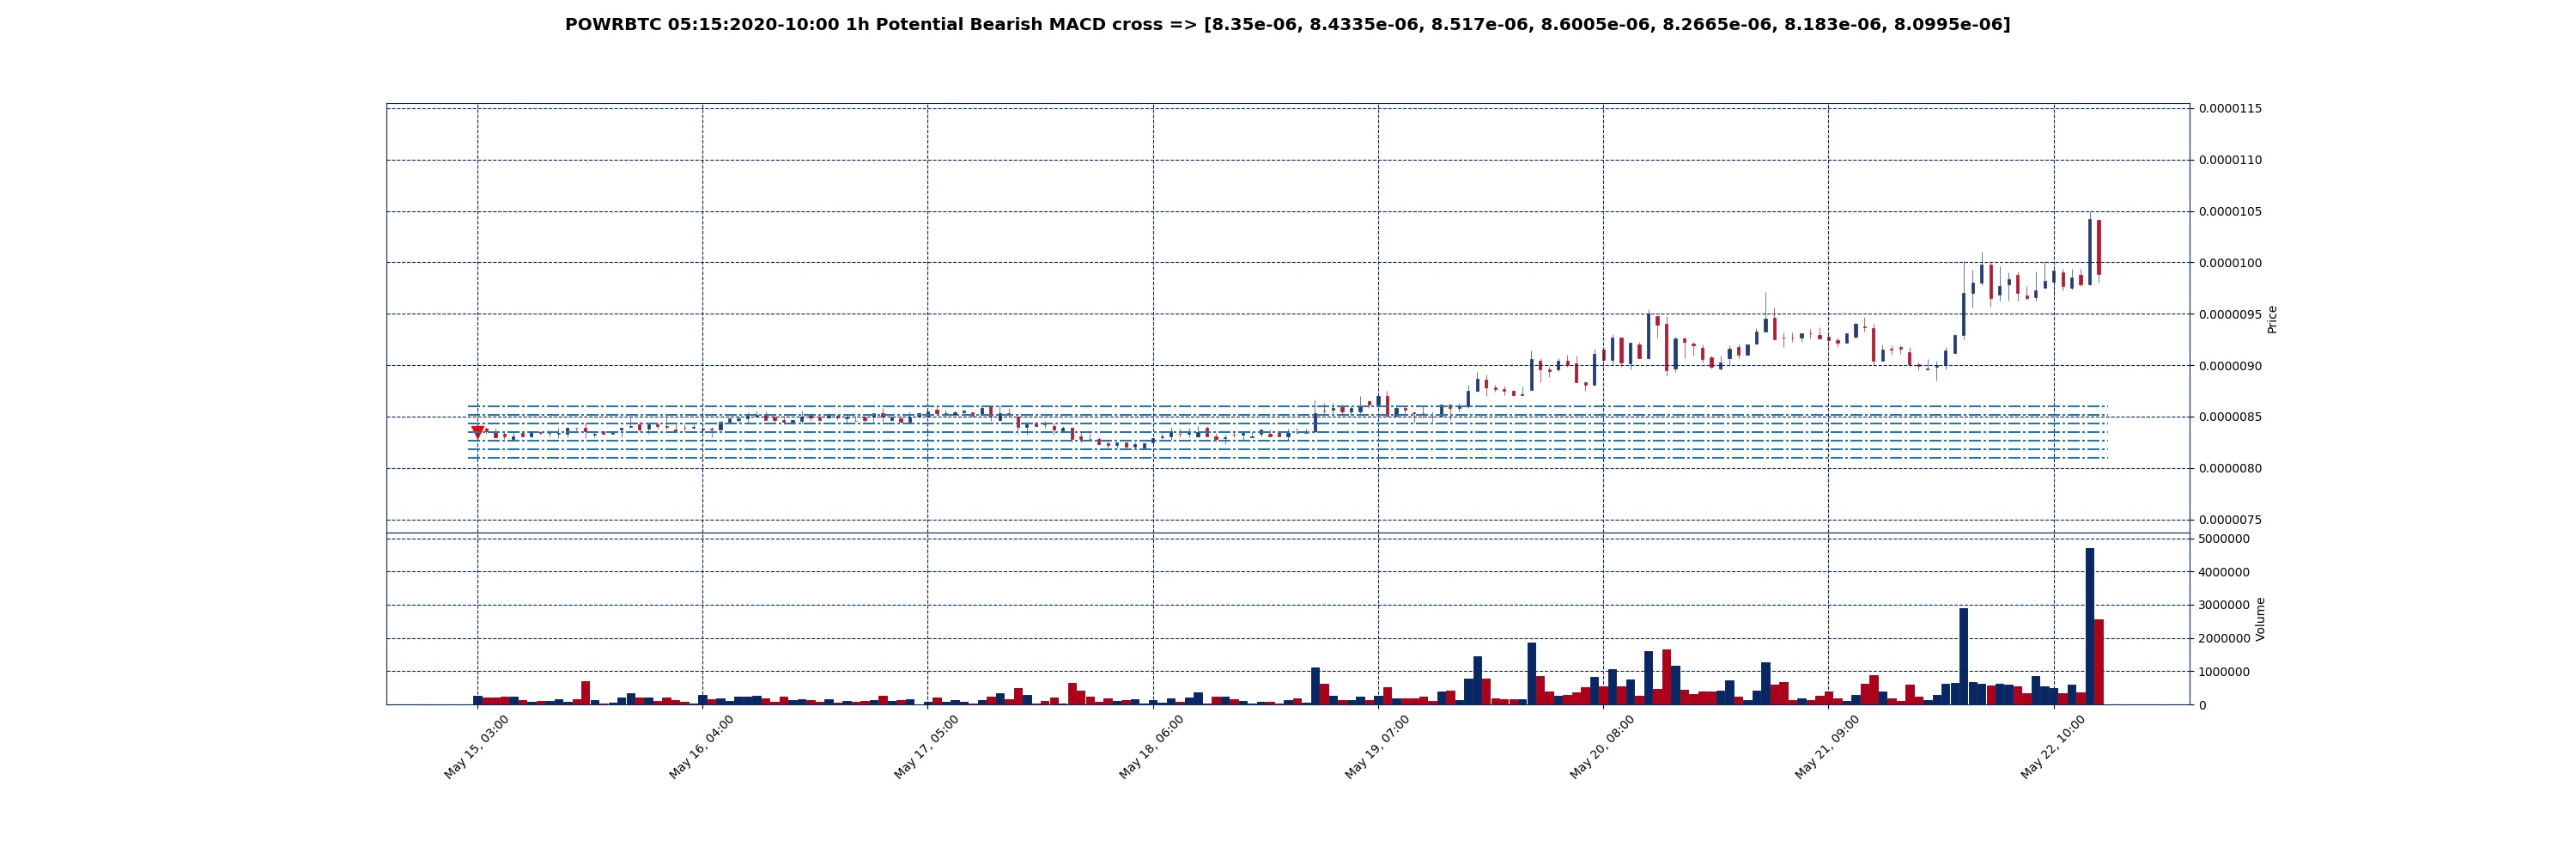 POWRBTC 05:15:2020-10:00 1h Potential Bearish MACD cross => [8.35e-06, 8.4335e-06, 8.517e-06, 8.6005e-06, 8.2665e-06, 8.183e-06, 8.0995e-06]
0.0000115
0.0000110
0.0000105
0.0000100
0.0000095
0.0000090
0.0000085
0.0000080
0.0000075
Price
5000000
4000000
3000000
2000000
1000000
0
Volume
May 15, 03:00
May 16, 04:00
May 17, 05:00
May 18, 06:00
May 19, 07:00
May 20, 08:00
May 21, 09:00
May 22, 10:00